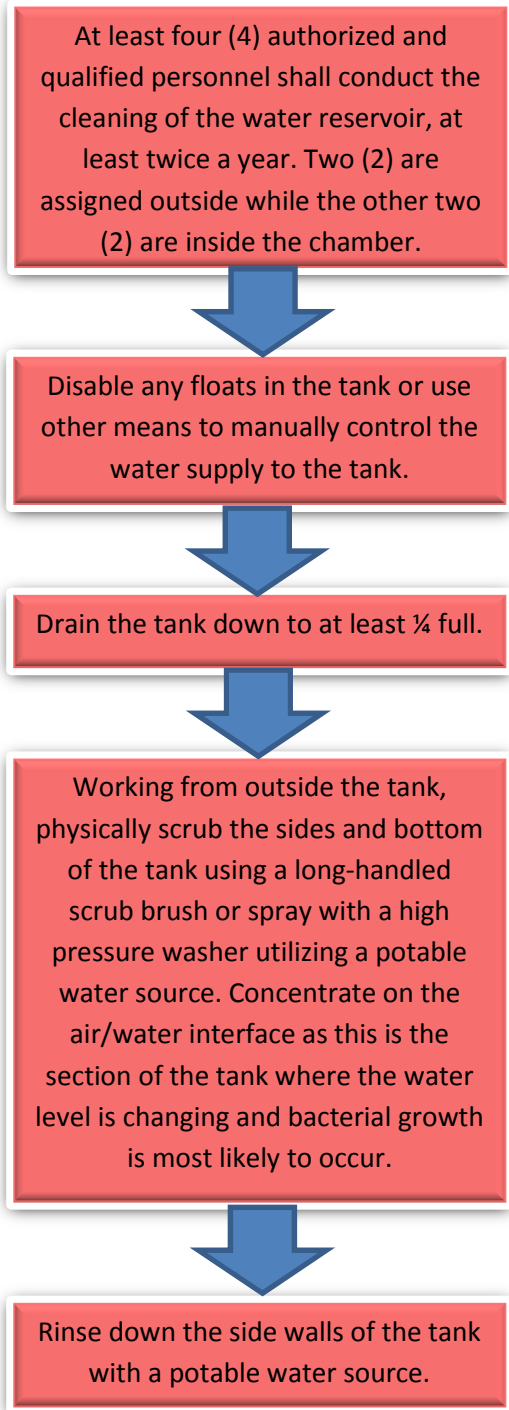 At least four (4) authorized and
qualified personnel shall conduct the
cleaning of the water reservoir, at
least twice a year. Two (2) are
assigned outside while the other two
(2) are inside the chamber.
Disable any floats in the tank or use
other means to manually control the
water supply to the tank.
Drain the tank down to at least ¼ full.
Working from outside the tank,
physically scrub the sides and bottom
of the tank using a long-handled
scrub brush or spray with a high
pressure washer utilizing a potable
water source. Concentrate on the
air/water interface as this is the
section of the tank where the water
level is changing and bacterial growth
is most likely to occur.
Rinse down the side walls of the tank
with a potable water source.